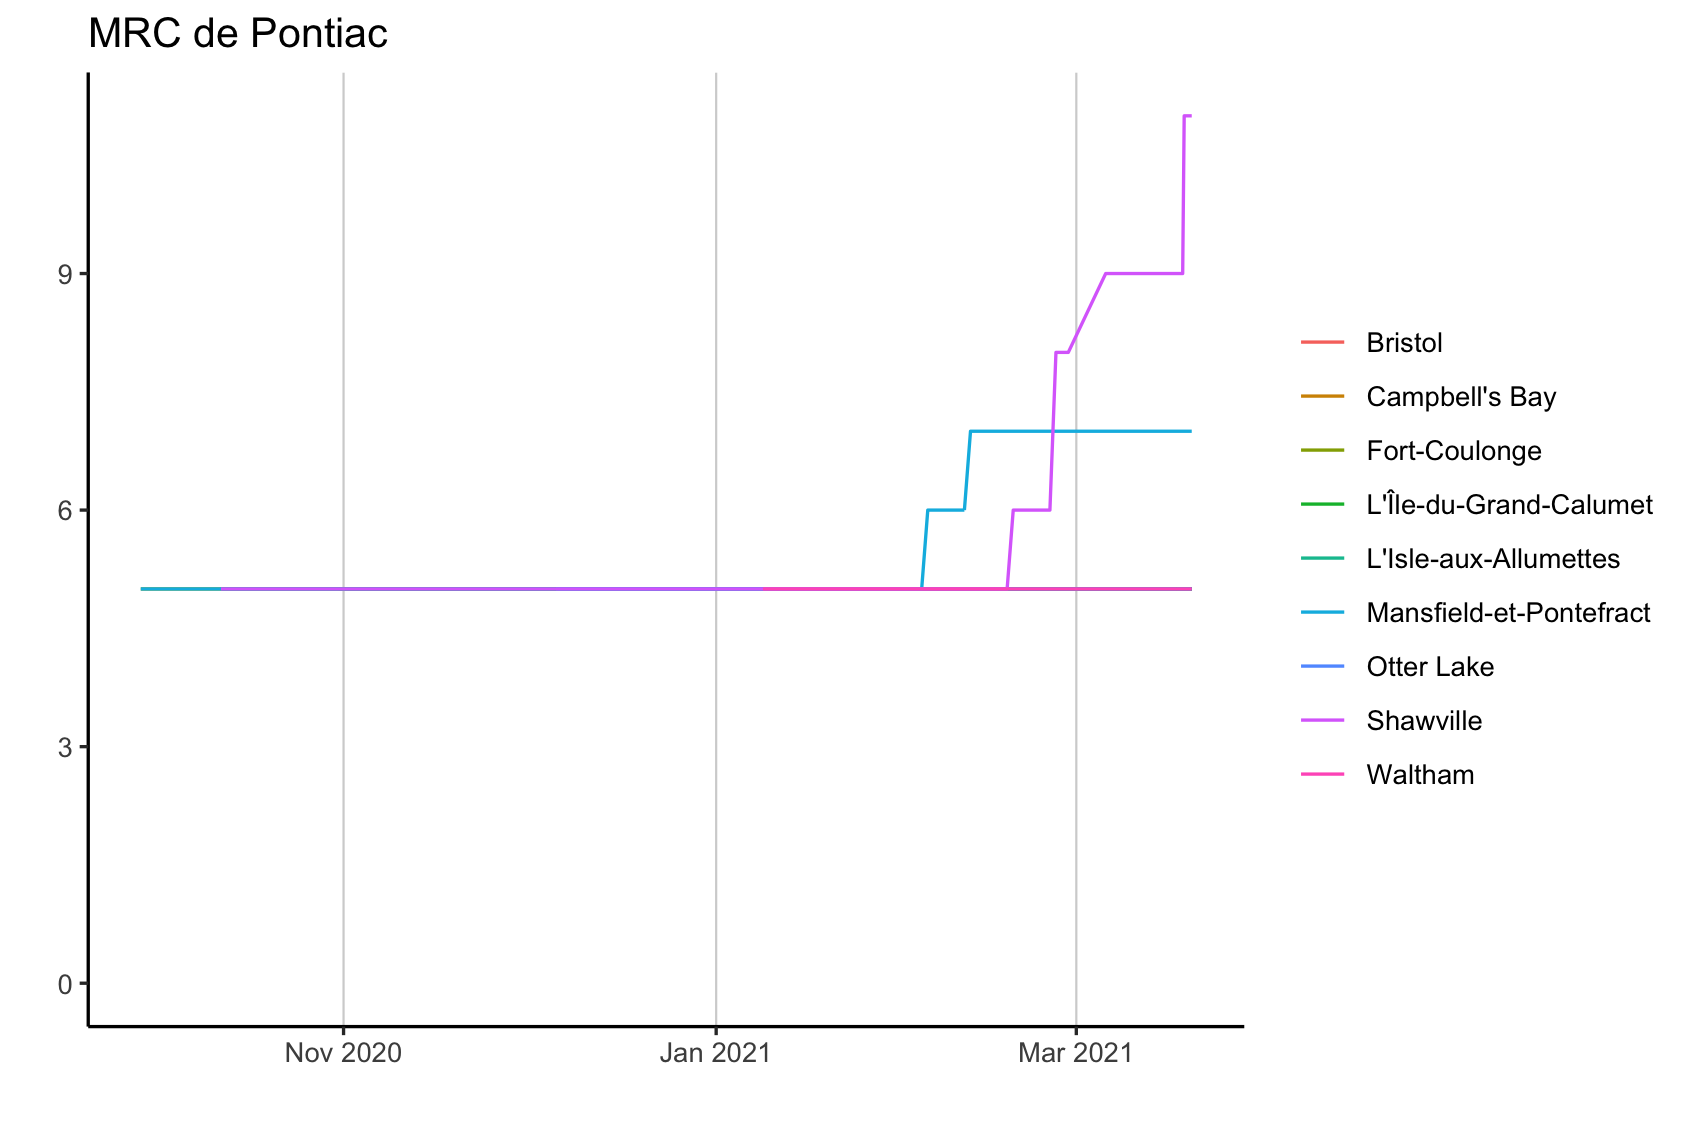 MRC de Pontiac
9
6
3
0
Nov 2020
Jan 2021
Mar 2021
Bristol
Campbell's Bay
Fort-Coulonge
L'Île-du-Grand-Calumet
L'Isle-aux-Allumettes
Mansfield-et-Pontefract
Otter Lake
Shawville
Waltham